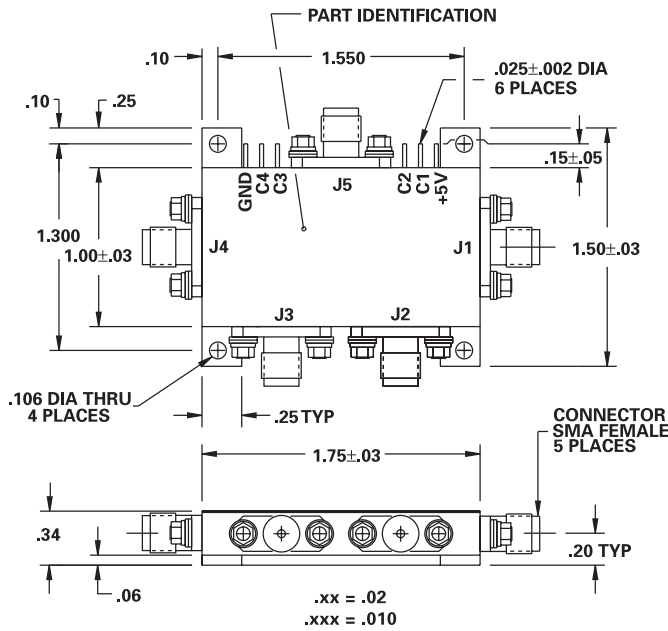 PART IDENTIFICATION
.10
1.550
.025±.002 DIA
6 PLACES
.10
.25
.15±.05
GND
C4
C3
J5
C2
C1
+5V
1.300
1.00±.03
J4
J1
1.50±.03
J3
J2
.106 DIA THRU
4 PLACES
.25 TYP
CONNECTOR
SMA FEMALE
5 PLACES
1.75±.03
.34
.20 TYP
.06
.xx = .02
.xxx = .010